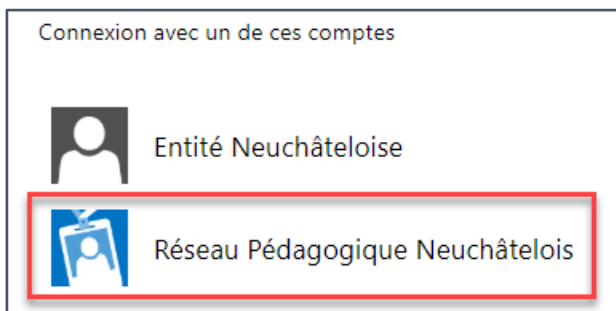 Connexion avec un de ces comptes
Entité Neuchâteloise
Réseau Pédagogique Neuchâtelois